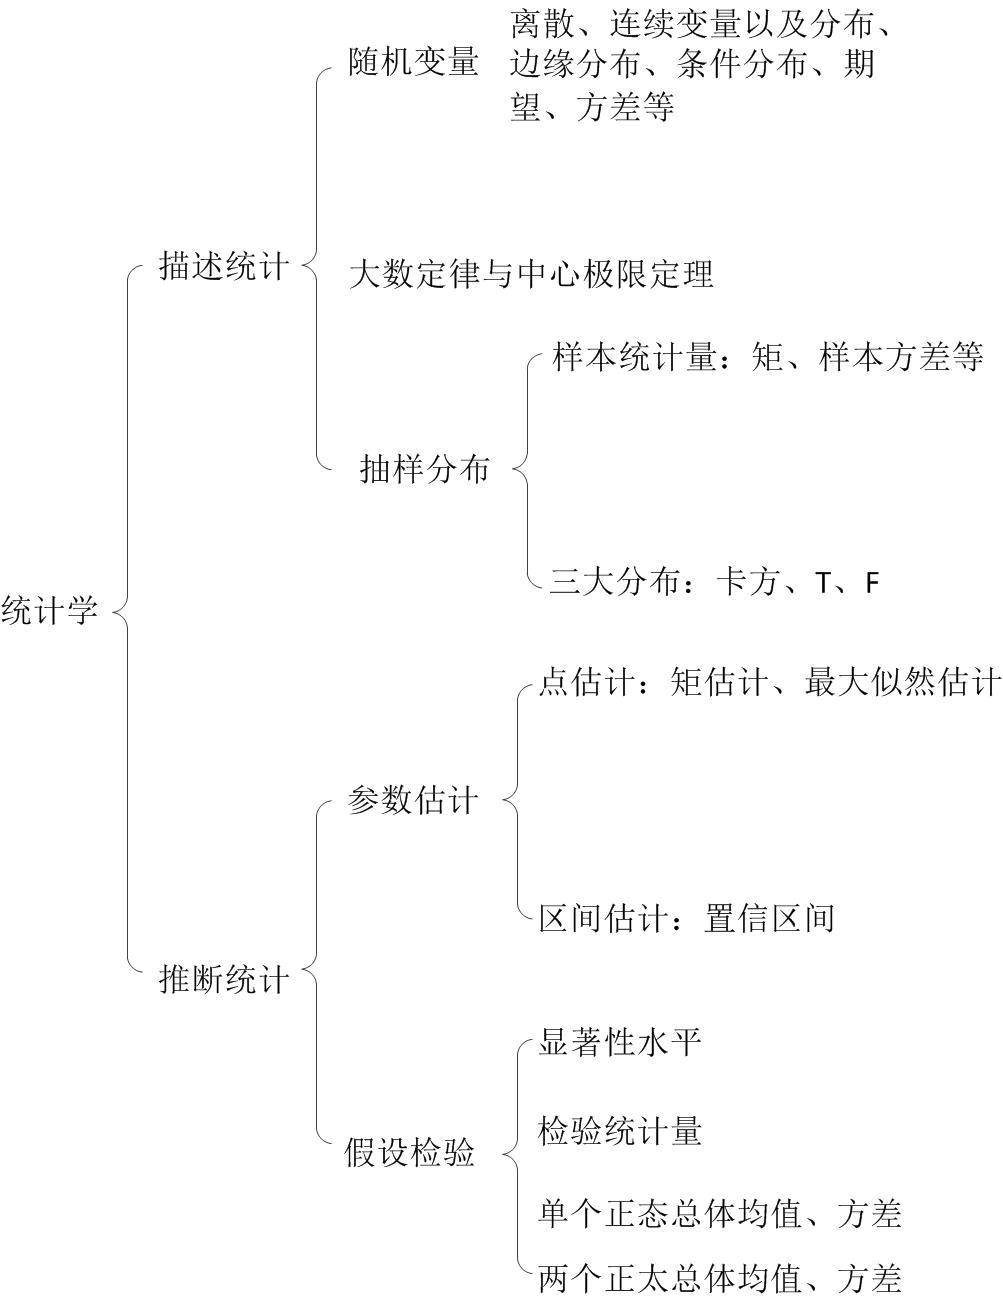 随机变量
离散、连续变量以及分布、
边缘分布、条件分布、期
望、方差等
描述统计
大数定律与中心极限定理
样本统计量：矩、样本方差等
抽样分布
三大分布：卡方、T、F
统计学
点估计：矩估计、最大似然估计
参数估计
区间估计：置信区间
推断统计
显著性水平
检验统计量
假设检验
单个正态总体均值、方差
两个正太总体均值、方差